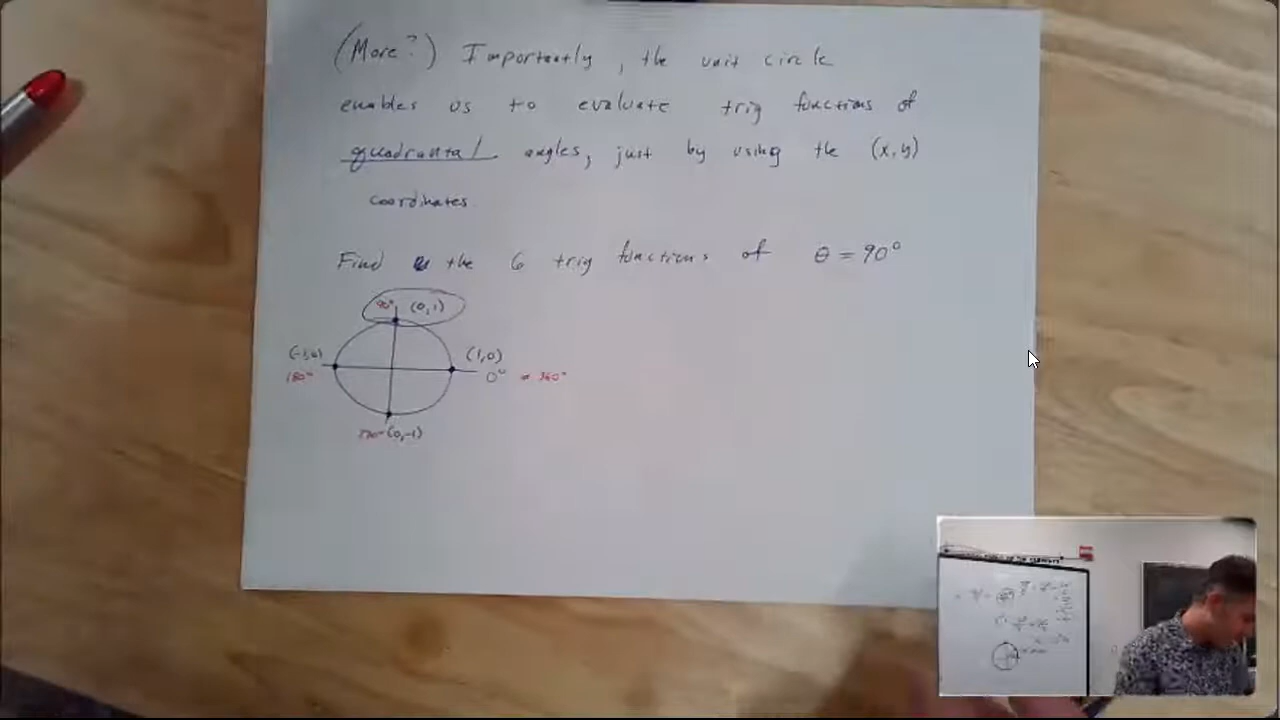 (More?) Importantly, the unit circle
enables us to evaluate trig functions of
quadrantal angles, just by using the (x,y)
coordinates.
Find the 6 trig functions of θ = 90°
90° (0,1)
(-1,0) (1,0)
180° 0° or 360°
270° (0,-1)